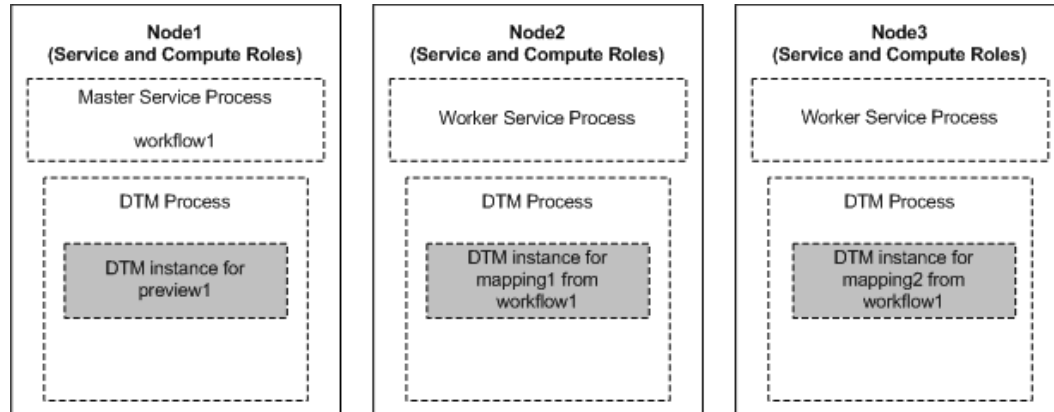 Node1
(Service and Compute Roles)
Master Service Process
workflow1
DTM Process
DTM instance for
preview1
Node2
(Service and Compute Roles)
Worker Service Process
DTM Process
DTM instance for
mapping1 from
workflow1
Node3
(Service and Compute Roles)
Worker Service Process
DTM Process
DTM instance for
mapping2 from
workflow1